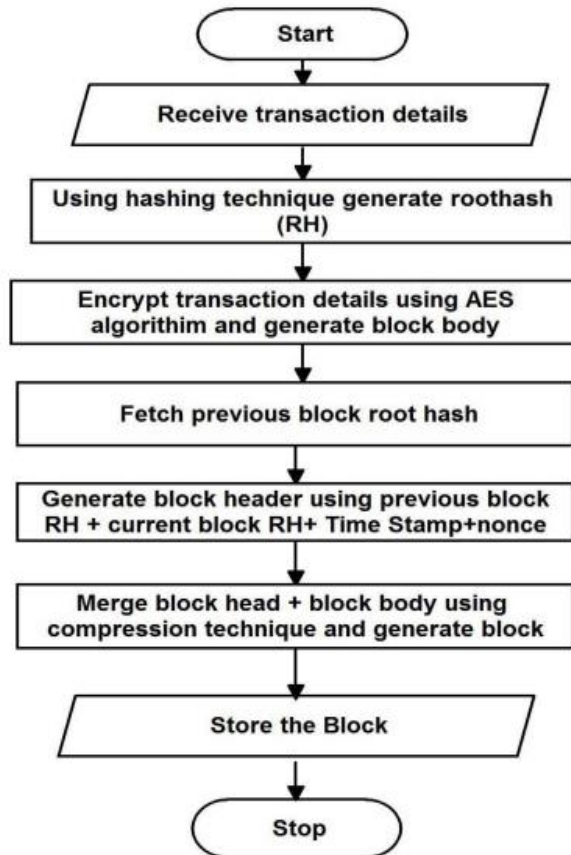 Start
Receive transaction details
Using hashing technique generate roothash
(RH)
Encrypt transaction details using AES
algorithim and generate block body
Fetch previous block root hash
Generate block header using previous block
RH + current block RH+ Time Stamp+nonce
Merge block head + block body using
compression technique and generate block
Store the Block
Stop